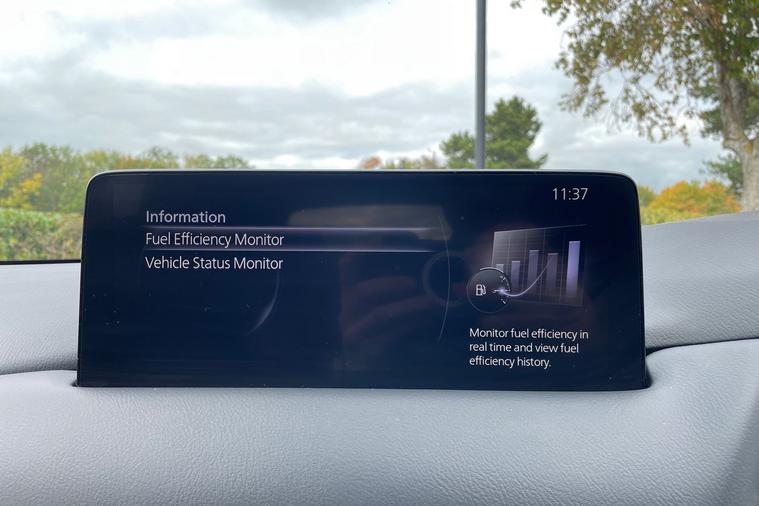 11:37
Information
Fuel Efficiency Monitor
Vehicle Status Monitor
Monitor fuel efficiency in
real time and view fuel
efficiency history.